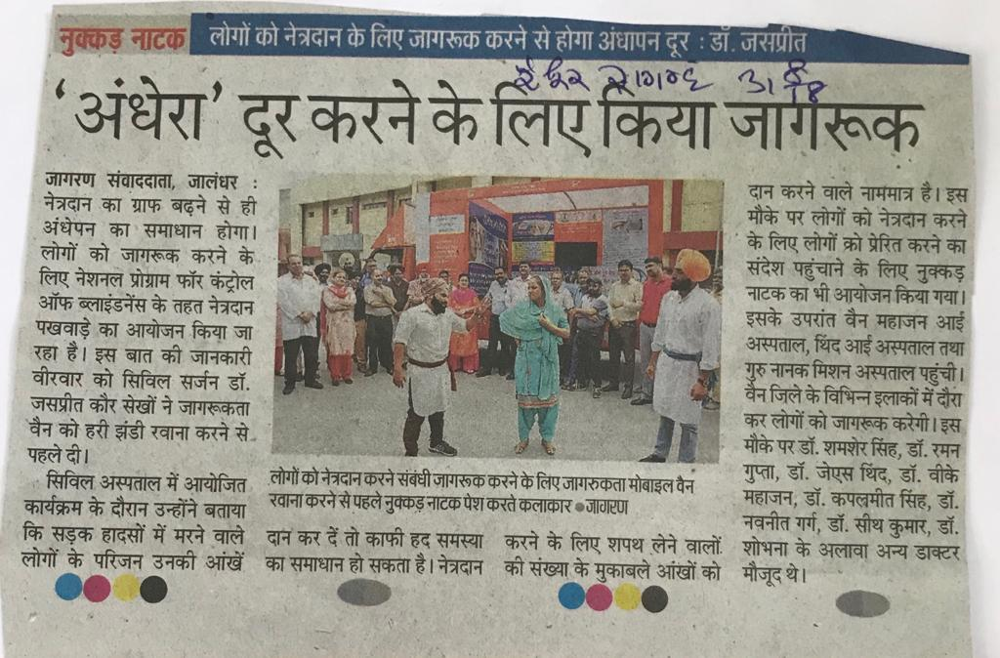 नुक्कड़ नाटक
लोगों को नेत्रदान के लिए जागरूक करने से होगा अंधापन दूर : डॉ. जसप्रीत
31 8/18
‘अंधेरा’ दूर करने के लिए किया जागरूक
जागरण संवाददाता, जालंधर :
नेत्रदान का ग्राफ बढ़ने से ही
अंधेपन का समाधान होगा।
लोगों को जागरूक करने के
लिए नेशनल प्रोग्राम फॉर कंट्रोल
ऑफ ब्लाइंडनेंस के तहत नेत्रदान
पखवाड़े का आयोजन किया जा
रहा है। इस बात की जानकारी
वीरवार को सिविल सर्जन डॉ.
जसप्रीत कौर सेखों ने जागरूकता
वैन को हरी झंडी रवाना करने से
पहले दी।
सिविल अस्पताल में आयोजित
कार्यक्रम के दौरान उन्होंने बताया
कि सड़क हादसों में मरने वाले
लोगों के परिजन उनकी आंखें
लोगों को नेत्रदान करने संबंधी जागरूक करने के लिए जागरुकता मोबाइल वैन
रवाना करने से पहले नुक्कड़ नाटक पेश करते कलाकार ● जागरण
दान कर दें तो काफी हद समस्या
का समाधान हो सकता है। नेत्रदान
करने के लिए शपथ लेने वालों
की संख्या के मुकाबले आंखों को
दान करने वाले नाममात्र है। इस
मौके पर लोगों को नेत्रदान करने
के लिए लोगों को प्रेरित करने का
संदेश पहुंचाने के लिए नुक्कड़
नाटक का भी आयोजन किया गया।
इसके उपरांत वैन महाजन आई
अस्पताल, थिंद आई अस्पताल तथा
गुरु नानक मिशन अस्पताल पहुंची।
वैन जिले के विभिन्न इलाकों में दौरा
कर लोगों को जागरूक करेगी। इस
मौके पर डॉ. शमशेर सिंह, डॉ. रमन
गुप्ता, डॉ. जेएस थिंद, डॉ. वीके
महाजन, डॉ. कपलमीत सिंह, डॉ.
नवनीत गर्ग, डॉ. सीथ कुमार, डॉ.
शोभना के अलावा अन्य डाक्टर
मौजूद थे।